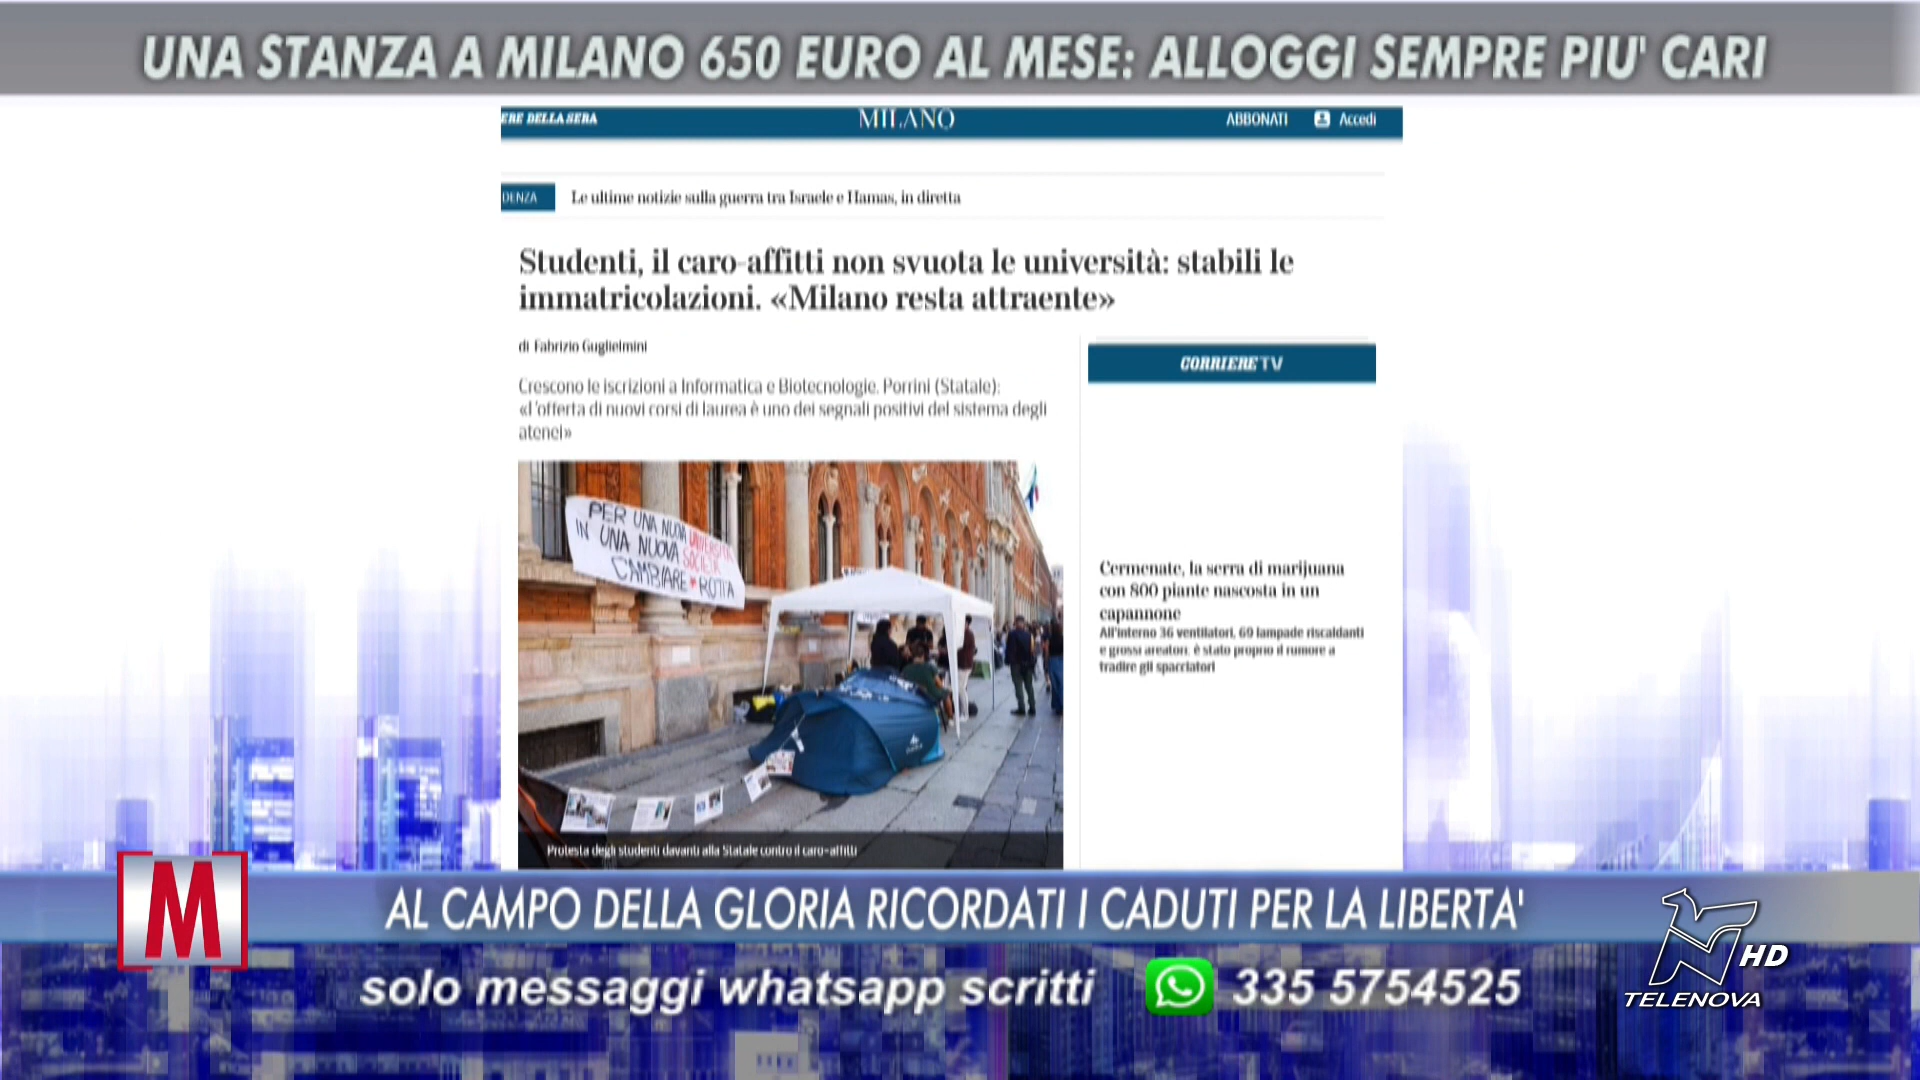 UNA STANZA A MILANO 650 EURO AL MESE: ALLOGGI SEMPRE PIU' CARI
ERE DELLA SERA
MILANO
ABBONATI
Accedi
DENZA
Le ultime notizie sulla guerra tra Israele e Hamas, in diretta
Studenti, il caro-affitti non svuota le università: stabili le
immatricolazioni. «Milano resta attraente»
di Fabrizio Guglielmini
Crescono le iscrizioni a Informatica e Biotecnologie. Porrini (Statale):
«L'offerta di nuovi corsi di laurea è uno dei segnali positivi del sistema degli
atenei»
CORRIERE TV
PER UNA NUOVA UNIVERSITÀ
IN UNA NUOVA SOCIETÀ
CAMBIARE ROTTA
Cermenate, la serra di marijuana
con 800 piante nascosta in un
capannone
All'interno 36 ventilatori, 69 lampade riscaldanti
e grossi areatori: è stato proprio il rumore a
tradire gli spacciatori
Protesta degli studenti davanti alla Statale contro il caro-affitti
M
AL CAMPO DELLA GLORIA RICORDATI I CADUTI PER LA LIBERTA'
solo messaggi whatsapp scritti
335 5754525
HD
TELENOVA